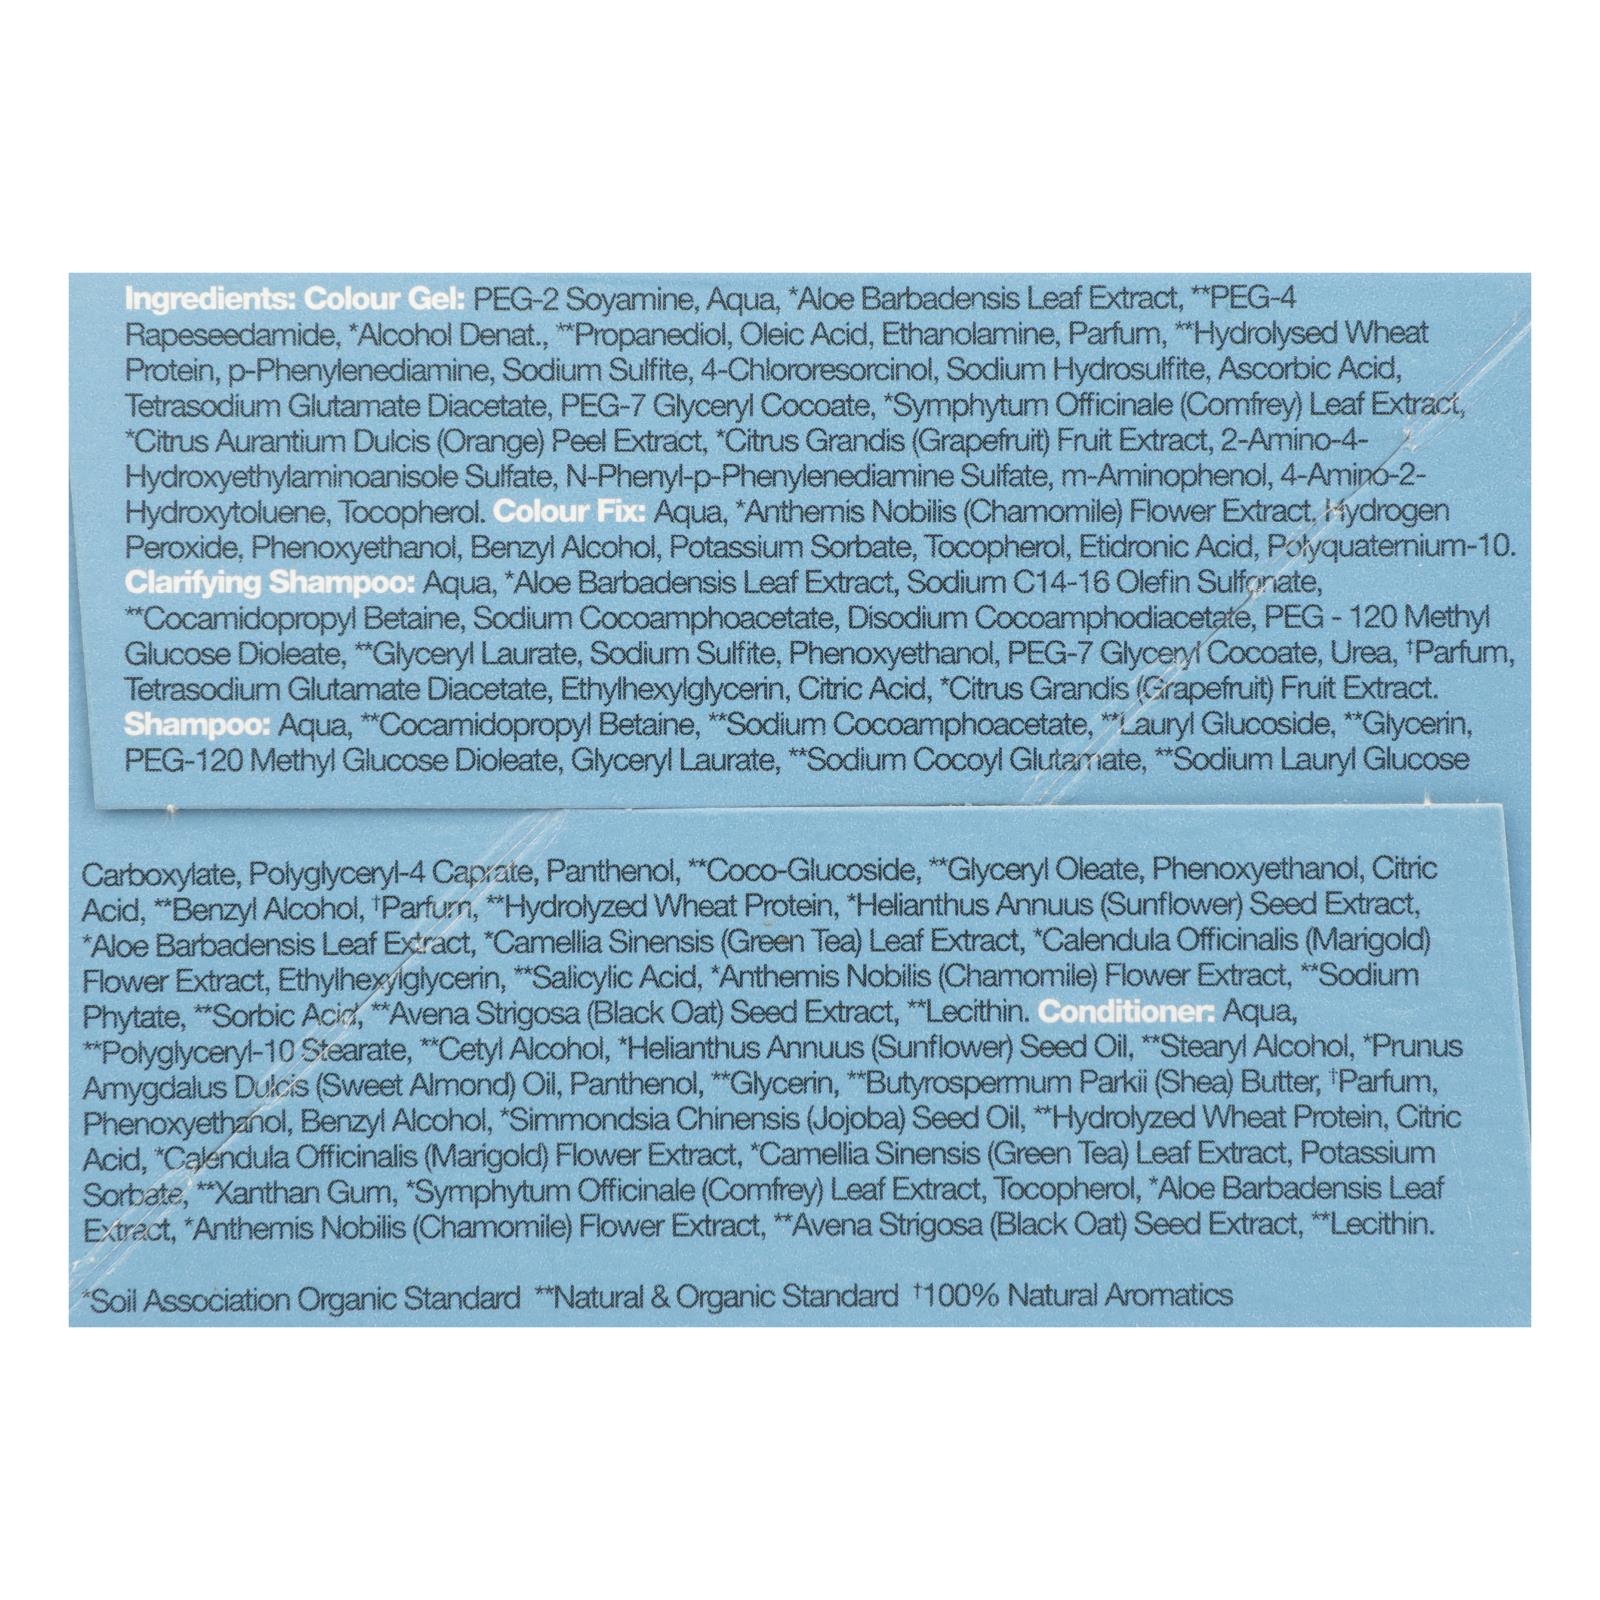 Ingredients: Colour Gel: PEG-2 Soyamine, Aqua, *Aloe Barbadensis Leaf Extract, **PEG-4
Rapeseedamide, *Alcohol Denat., **Propanediol, Oleic Acid, Ethanolamine, Parfum, **Hydrolysed Wheat
Protein, p-Phenylenediamine, Sodium Sulfite, 4-Chlororesorcinol, Sodium Hydrosulfite, Ascorbic Acid,
Tetrasodium Glutamate Diacetate, PEG-7 Glyceryl Cocoate, *Symphytum Officinale (Comfrey) Leaf Extract,
*Citrus Aurantium Dulcis (Orange) Peel Extract, *Citrus Grandis (Grapefruit) Fruit Extract, 2-Amino-4-
Hydroxyethylaminoanisole Sulfate, N-Phenyl-p-Phenylenediamine Sulfate, m-Aminophenol, 4-Amino-2-
Hydroxytoluene, Tocopherol. Colour Fix: Aqua, *Anthemis Nobilis (Chamomile) Flower Extract, Hydrogen
Peroxide, Phenoxyethanol, Benzyl Alcohol, Potassium Sorbate, Tocopherol, Etidronic Acid, Polyquaternium-10.
Clarifying Shampoo: Aqua, *Aloe Barbadensis Leaf Extract, Sodium C14-16 Olefin Sulfonate,
**Cocamidopropyl Betaine, Sodium Cocoamphoacetate, Disodium Cocoamphodiacetate, PEG - 120 Methyl
Glucose Dioleate, **Glyceryl Laurate, Sodium Sulfite, Phenoxyethanol, PEG-7 Glyceryl Cocoate, Urea, †Parfum,
Tetrasodium Glutamate Diacetate, Ethylhexylglycerin, Citric Acid, *Citrus Grandis (Grapefruit) Fruit Extract.
Shampoo: Aqua, **Cocamidopropyl Betaine, **Sodium Cocoamphoacetate, **Lauryl Glucoside, **Glycerin,
PEG-120 Methyl Glucose Dioleate, Glyceryl Laurate, **Sodium Cocoyl Glutamate, **Sodium Lauryl Glucose
Carboxylate, Polyglyceryl-4 Caprate, Panthenol, **Coco-Glucoside, **Glyceryl Oleate, Phenoxyethanol, Citric
Acid, **Benzyl Alcohol, †Parfum, **Hydrolyzed Wheat Protein, *Helianthus Annuus (Sunflower) Seed Extract,
*Aloe Barbadensis Leaf Extract, *Camellia Sinensis (Green Tea) Leaf Extract, *Calendula Officinalis (Marigold)
Flower Extract, Ethylhexylglycerin, **Salicylic Acid, *Anthemis Nobilis (Chamomile) Flower Extract, **Sodium
Phytate, **Sorbic Acid, **Avena Strigosa (Black Oat) Seed Extract, **Lecithin. Conditioner: Aqua,
**Polyglyceryl-10 Stearate, **Cetyl Alcohol, *Helianthus Annuus (Sunflower) Seed Oil, **Stearyl Alcohol, *Prunus
Amygdalus Dulcis (Sweet Almond) Oil, Panthenol, **Glycerin, **Butyrospermum Parkii (Shea) Butter, †Parfum,
Phenoxyethanol, Benzyl Alcohol, *Simmondsia Chinensis (Jojoba) Seed Oil, **Hydrolyzed Wheat Protein, Citric
Acid, *Calendula Officinalis (Marigold) Flower Extract, *Camellia Sinensis (Green Tea) Leaf Extract, Potassium
Sorbate, **Xanthan Gum, *Symphytum Officinale (Comfrey) Leaf Extract, Tocopherol, *Aloe Barbadensis Leaf
Extract, *Anthemis Nobilis (Chamomile) Flower Extract, **Avena Strigosa (Black Oat) Seed Extract, **Lecithin.
*Soil Association Organic Standard **Natural & Organic Standard †100% Natural Aromatics